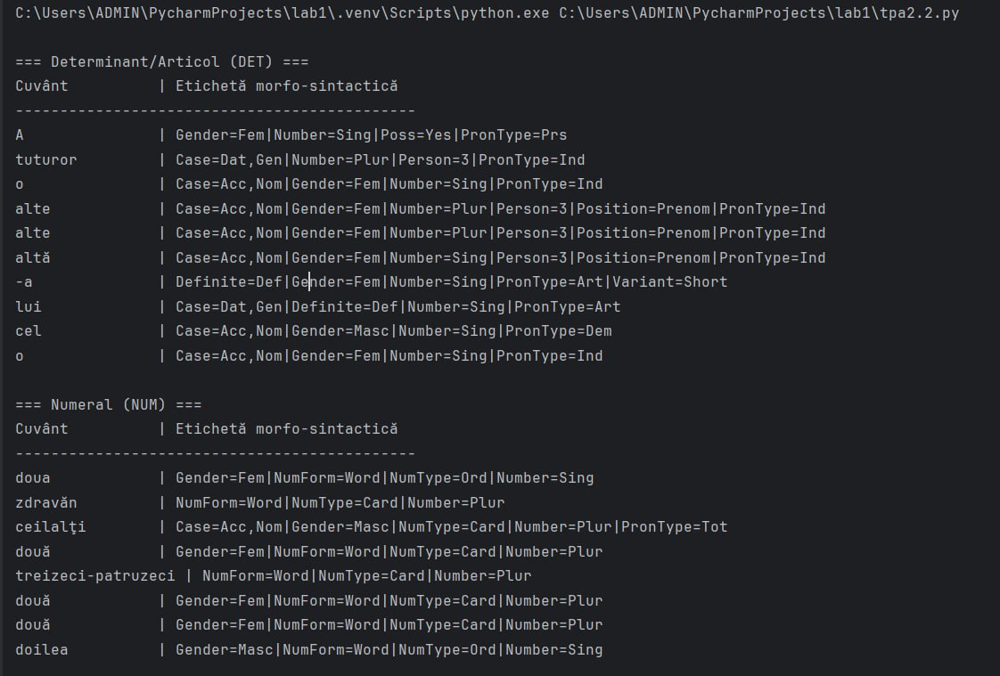 C:\Users\ADMIN\PycharmProjects\lab1\.venv\Scripts\python.exe C:\Users\ADMIN\PycharmProjects\lab1\tpa2.2.py
=== Determinant/Articol (DET) ===
Cuvânt | Etichetă morfo-sintactică
---------------------------------------------
A | Gender=Fem|Number=Sing|Poss=Yes|PronType=Prs
tuturor | Case=Dat,Gen|Number=Plur|Person=3|PronType=Ind
o | Case=Acc,Nom|Gender=Fem|Number=Sing|PronType=Ind
alte | Case=Acc,Nom|Gender=Fem|Number=Plur|Person=3|Position=Prenom|PronType=Ind
alte | Case=Acc,Nom|Gender=Fem|Number=Plur|Person=3|Position=Prenom|PronType=Ind
altă | Case=Acc,Nom|Gender=Fem|Number=Sing|Person=3|Position=Prenom|PronType=Ind
-a | Definite=Def|Gender=Fem|Number=Sing|PronType=Art|Variant=Short
lui | Case=Dat,Gen|Definite=Def|Number=Sing|PronType=Art
cel | Case=Acc,Nom|Gender=Masc|Number=Sing|PronType=Dem
o | Case=Acc,Nom|Gender=Fem|Number=Sing|PronType=Ind
=== Numeral (NUM) ===
Cuvânt | Etichetă morfo-sintactică
---------------------------------------------
doua | Gender=Fem|NumForm=Word|NumType=Ord|Number=Sing
zdravăn | NumForm=Word|NumType=Card|Number=Plur
ceilalţi | Case=Acc,Nom|Gender=Masc|NumType=Card|Number=Plur|PronType=Tot
două | Gender=Fem|NumForm=Word|NumType=Card|Number=Plur
treizeci-patruzeci | NumForm=Word|NumType=Card|Number=Plur
două | Gender=Fem|NumForm=Word|NumType=Card|Number=Plur
două | Gender=Fem|NumForm=Word|NumType=Card|Number=Plur
doilea | Gender=Masc|NumForm=Word|NumType=Ord|Number=Sing